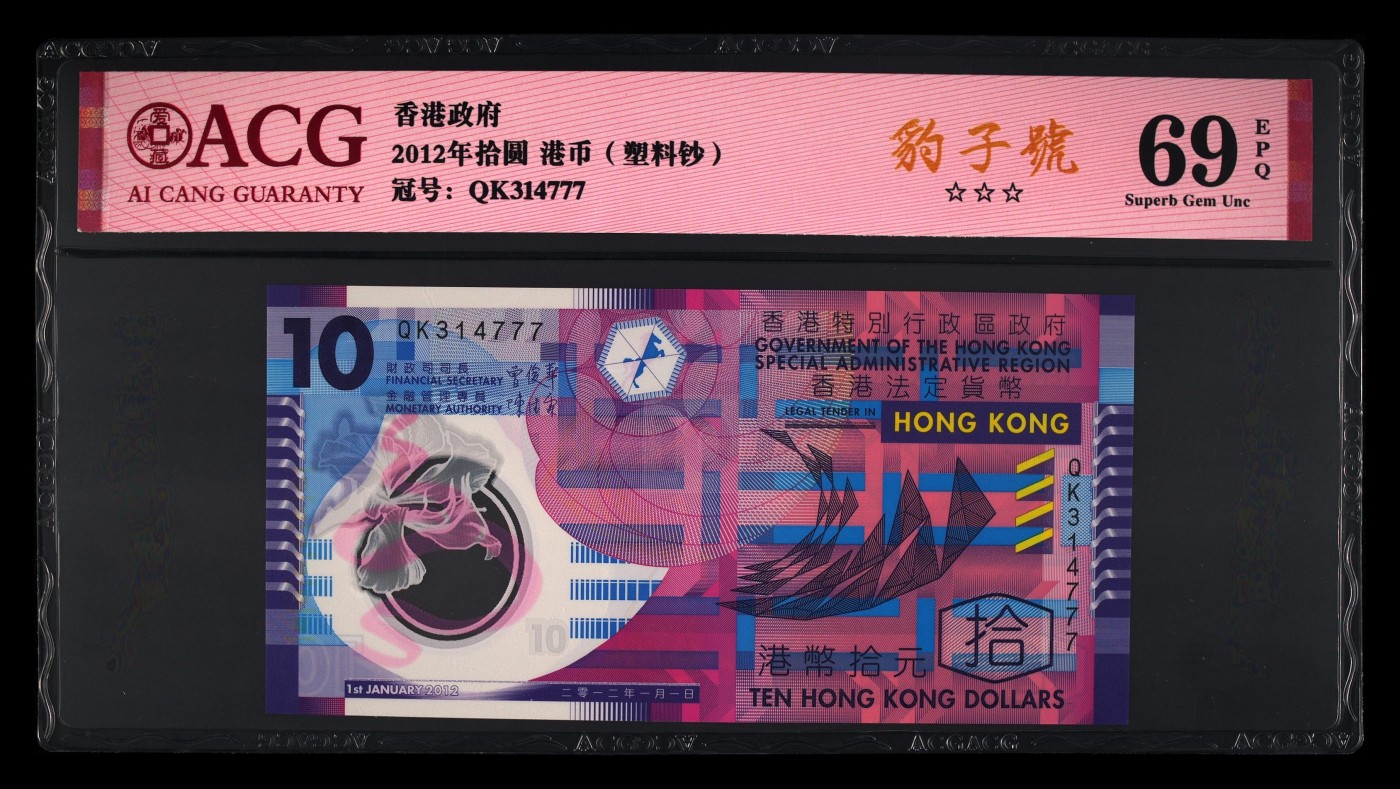 ACG
AI CANG GUARANTY
爱藏
香港政府
2012年拾圆 港币（塑料钞）
冠号：QK314777
豹子號
☆☆☆
69
EPQ
Superb Gem Unc
10
QK314777
財政司司長
FINANCIAL SECRETARY
金融管理專員
MONETARY AUTHORITY
香港特別行政區政府
GOVERNMENT OF THE HONG KONG
SPECIAL ADMINISTRATIVE REGION
香港法定貨幣
LEGAL TENDER IN
HONG KONG
QK314777
10
拾
港幣拾元
TEN HONG KONG DOLLARS
1st JANUARY 2012
二零一二年一月一日
ACGACG